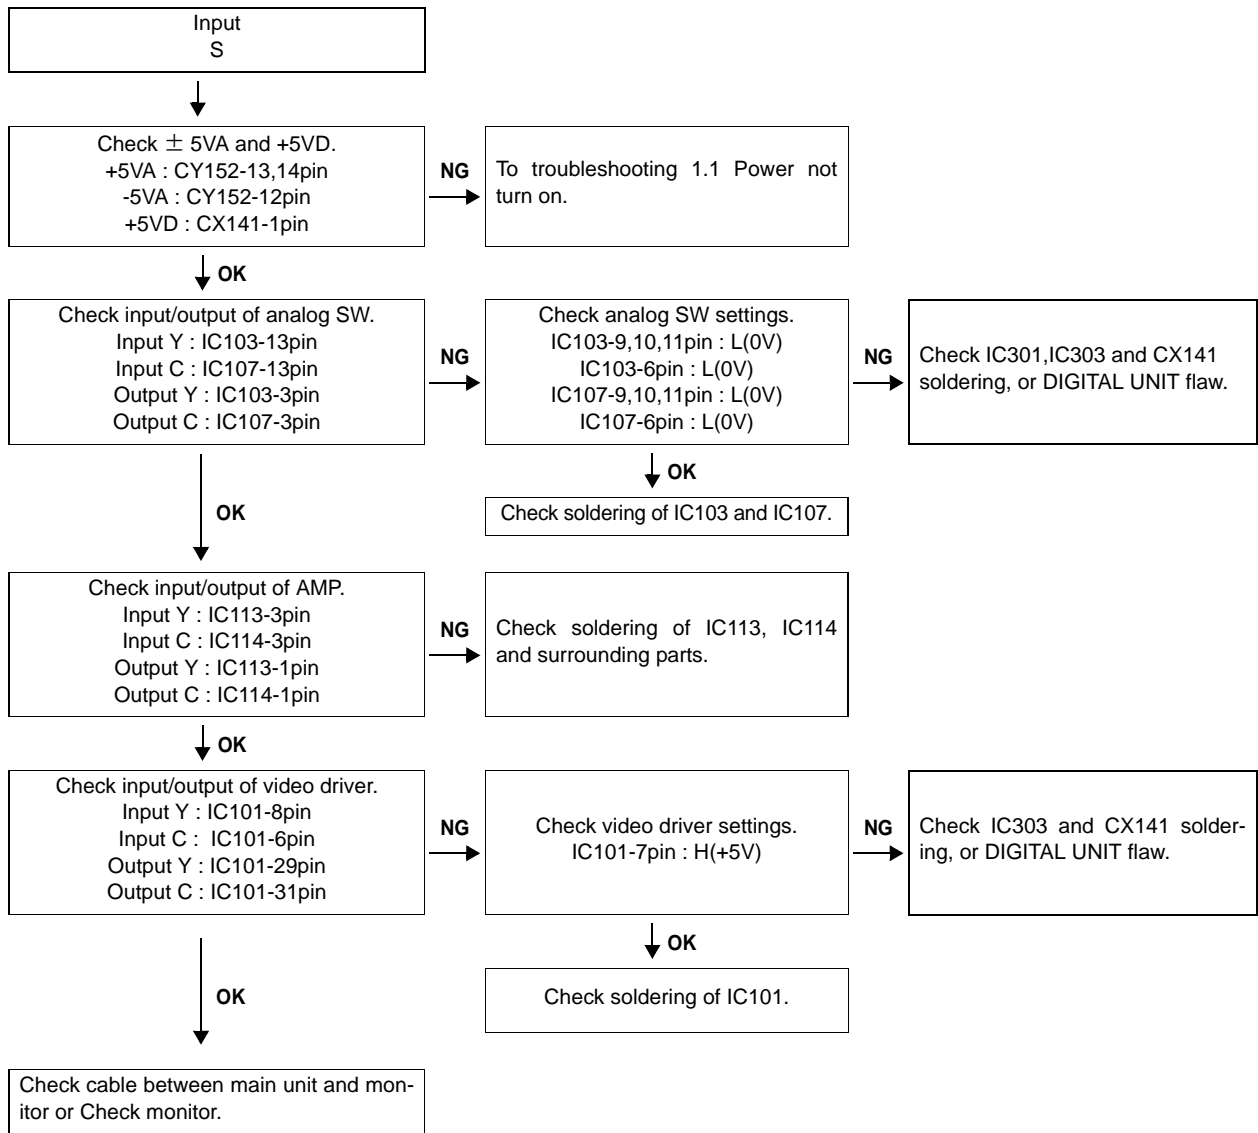 Input
S
Check ± 5VA and +5VD.
+5VA : CY152-13,14pin
-5VA : CY152-12pin
+5VD : CX141-1pin
NG
To troubleshooting 1.1 Power not
turn on.
OK
Check input/output of analog SW.
Input Y : IC103-13pin
Input C : IC107-13pin
Output Y : IC103-3pin
Output C : IC107-3pin
NG
Check analog SW settings.
IC103-9,10,11pin : L(0V)
IC103-6pin : L(0V)
IC107-9,10,11pin : L(0V)
IC107-6pin : L(0V)
NG
Check IC301,IC303 and CX141
soldering, or DIGITAL UNIT flaw.
OK
Check soldering of IC103 and IC107.
OK
Check input/output of AMP.
Input Y : IC113-3pin
Input C : IC114-3pin
Output Y : IC113-1pin
Output C : IC114-1pin
NG
Check soldering of IC113, IC114
and surrounding parts.
OK
Check input/output of video driver.
Input Y : IC101-8pin
Input C :  IC101-6pin
Output Y : IC101-29pin
Output C : IC101-31pin
NG
Check video driver settings.
IC101-7pin : H(+5V)
NG
Check IC303 and CX141 solder-
ing, or DIGITAL UNIT flaw.
OK
Check soldering of IC101.
OK
Check cable between main unit and mon-
itor or Check monitor.